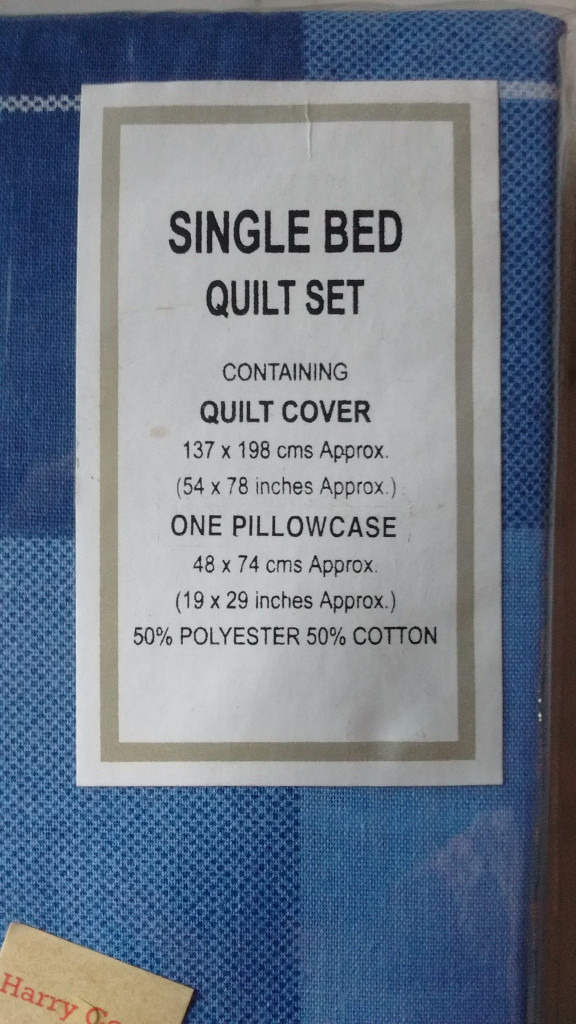 SINGLE BED
QUILT SET
CONTAINING
QUILT COVER
137 x 198 cms Approx.
(54 x 78 inches Approx.)
ONE PILLOWCASE
48 x 74 cms Approx.
(19 x 29 inches Approx.)
50% POLYESTER 50% COTTON
Harry